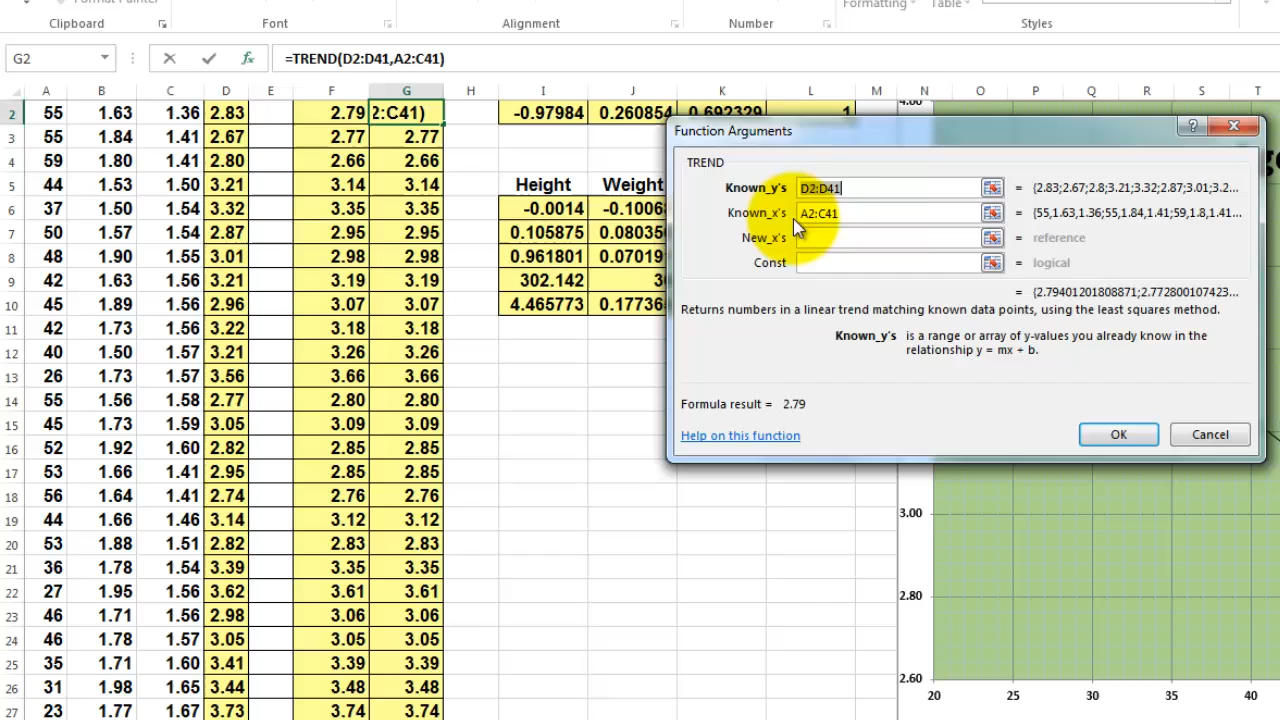 Format Painter
Formatting Table
Clipboard Font Alignment Number Styles
G2 fx =TREND(D2:D41,A2:C41)
A B C D E F G H I J K L M N O P Q R S T
2 55 1.63 1.36 2.83 2.79 2:C41) -0.97984 0.260854 0.692329 1 4.00
3 55 1.84 1.41 2.67 2.77 2.77
4 59 1.80 1.41 2.80 2.66 2.66
5 44 1.53 1.50 3.21 3.14 3.14 Height Weight
6 37 1.50 1.54 3.32 3.35 3.35 -0.0014
7 50 1.57 1.54 2.87 2.97 2.97 0.105875
8 48 1.90 1.55 3.01 2.98 2.98 0.961801
9 42 1.63 1.56 3.21 3.19 3.19 302.142
10 45 1.89 1.56 2.96 3.07 3.07 4.465773
11 42 1.73 1.56 3.22 3.18 3.18
12 40 1.50 1.57 3.21 3.26 3.26
13 26 1.73 1.57 3.56 3.66 3.66
14 55 1.56 1.58 2.77 2.80 2.80
15 45 1.73 1.59 3.05 3.09 3.09
16 52 1.92 1.60 2.82 2.85 2.85
17 53 1.66 1.41 2.95 2.85 2.85
18 56 1.64 1.41 2.74 2.76 2.76
19 44 1.66 1.46 3.14 3.12 3.12
20 53 1.88 1.51 2.82 2.83 2.83
21 36 1.78 1.54 3.39 3.35 3.35
22 27 1.95 1.56 3.62 3.61 3.61
23 46 1.71 1.56 2.98 3.06 3.06
24 46 1.78 1.57 3.05 3.05 3.05
25 35 1.71 1.60 3.41 3.39 3.39
26 31 1.98 1.65 3.44 3.48 3.48
27 23 1.77 1.67 3.73 3.74 3.74
Function Arguments
TREND
Known_y's D2:D41 = {2.83;2.67;2.8;3.21;3.32;2.87;3.01;3.2...
Known_x's A2:C41 = {55,1.63,1.36;55,1.84,1.41;59,1.8,1.41...
New_x's = reference
Const = logical
= {2.79401201808871;2.772800107423...
Returns numbers in a linear trend matching known data points, using the least squares method.
Known_y's is a range or array of y-values you already know in the
relationship y = mx + b.
Formula result = 2.79
Help on this function OK Cancel
3.00
2.80
2.60
20 25 30 35 40